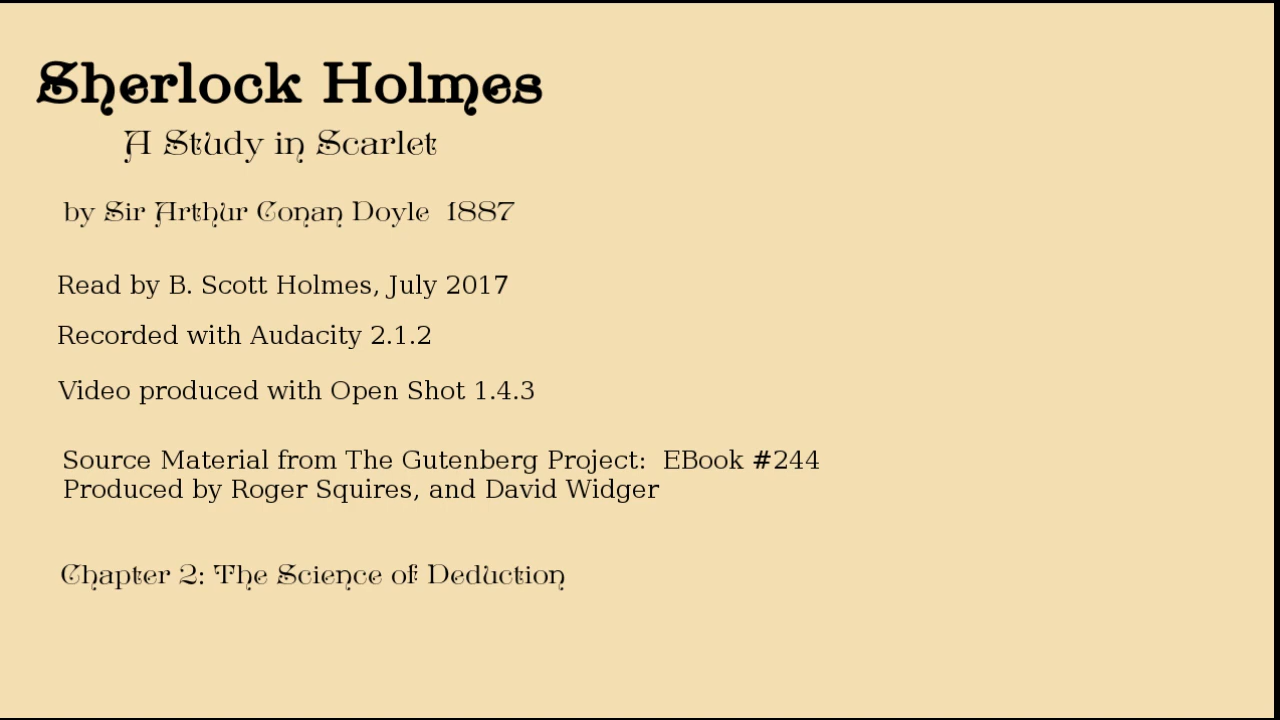 Sherlock Holmes
A Study in Scarlet
by Sir Arthur Conan Doyle 1887
Read by B. Scott Holmes, July 2017
Recorded with Audacity 2.1.2
Video produced with Open Shot 1.4.3
Source Material from The Gutenberg Project: EBook #244
Produced by Roger Squires, and David Widger
Chapter 2: The Science of Deduction